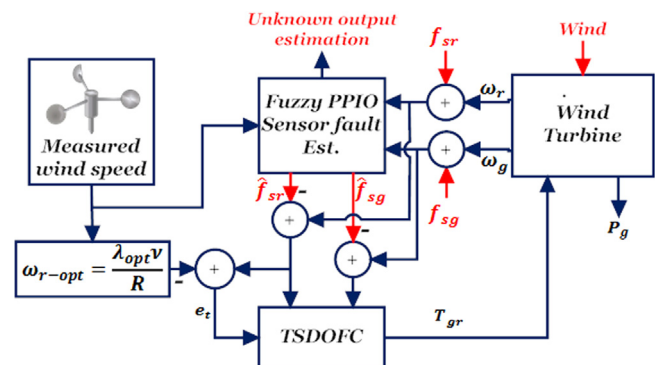 Unknown output
estimation
f_sr
Wind
Fuzzy PPIO
Sensor fault
Est.
ω_r
Wind
Turbine
Measured
wind speed
ω_g
f̂_sr
-
f̂_sg
f_sg
-
P_g
ω_{r-opt} = λ_opt ν / R
-
e_t
TSDOFC
T_gr
+
+
+
+
+